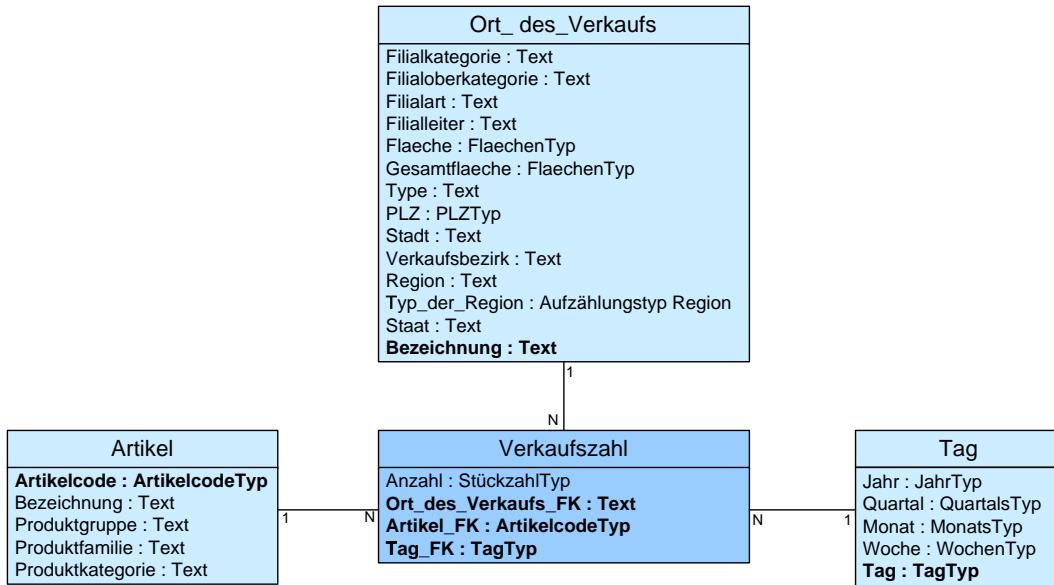 Ort_ des_Verkaufs
Filialkategorie : Text
Filialoberkategorie : Text
Filialart : Text
Filialleiter : Text
Flaeche : FlaechenTyp
Gesamtflaeche : FlaechenTyp
Type : Text
PLZ : PLZTyp
Stadt : Text
Verkaufsbezirk : Text
Region : Text
Typ_der_Region : Aufzählungstyp Region
Staat : Text
Bezeichnung : Text
1
N
Artikel
Artikelcode : ArtikelcodeTyp
Bezeichnung : Text
Produktgruppe : Text
Produktfamilie : Text
Produktkategorie : Text
1
N
Verkaufszahl
Anzahl : StückzahlTyp
Ort_des_Verkaufs_FK : Text
Artikel_FK : ArtikelcodeTyp
Tag_FK : TagTyp
N
1
Tag
Jahr : JahrTyp
Quartal : QuartalsTyp
Monat : MonatsTyp
Woche : WochenTyp
Tag : TagTyp